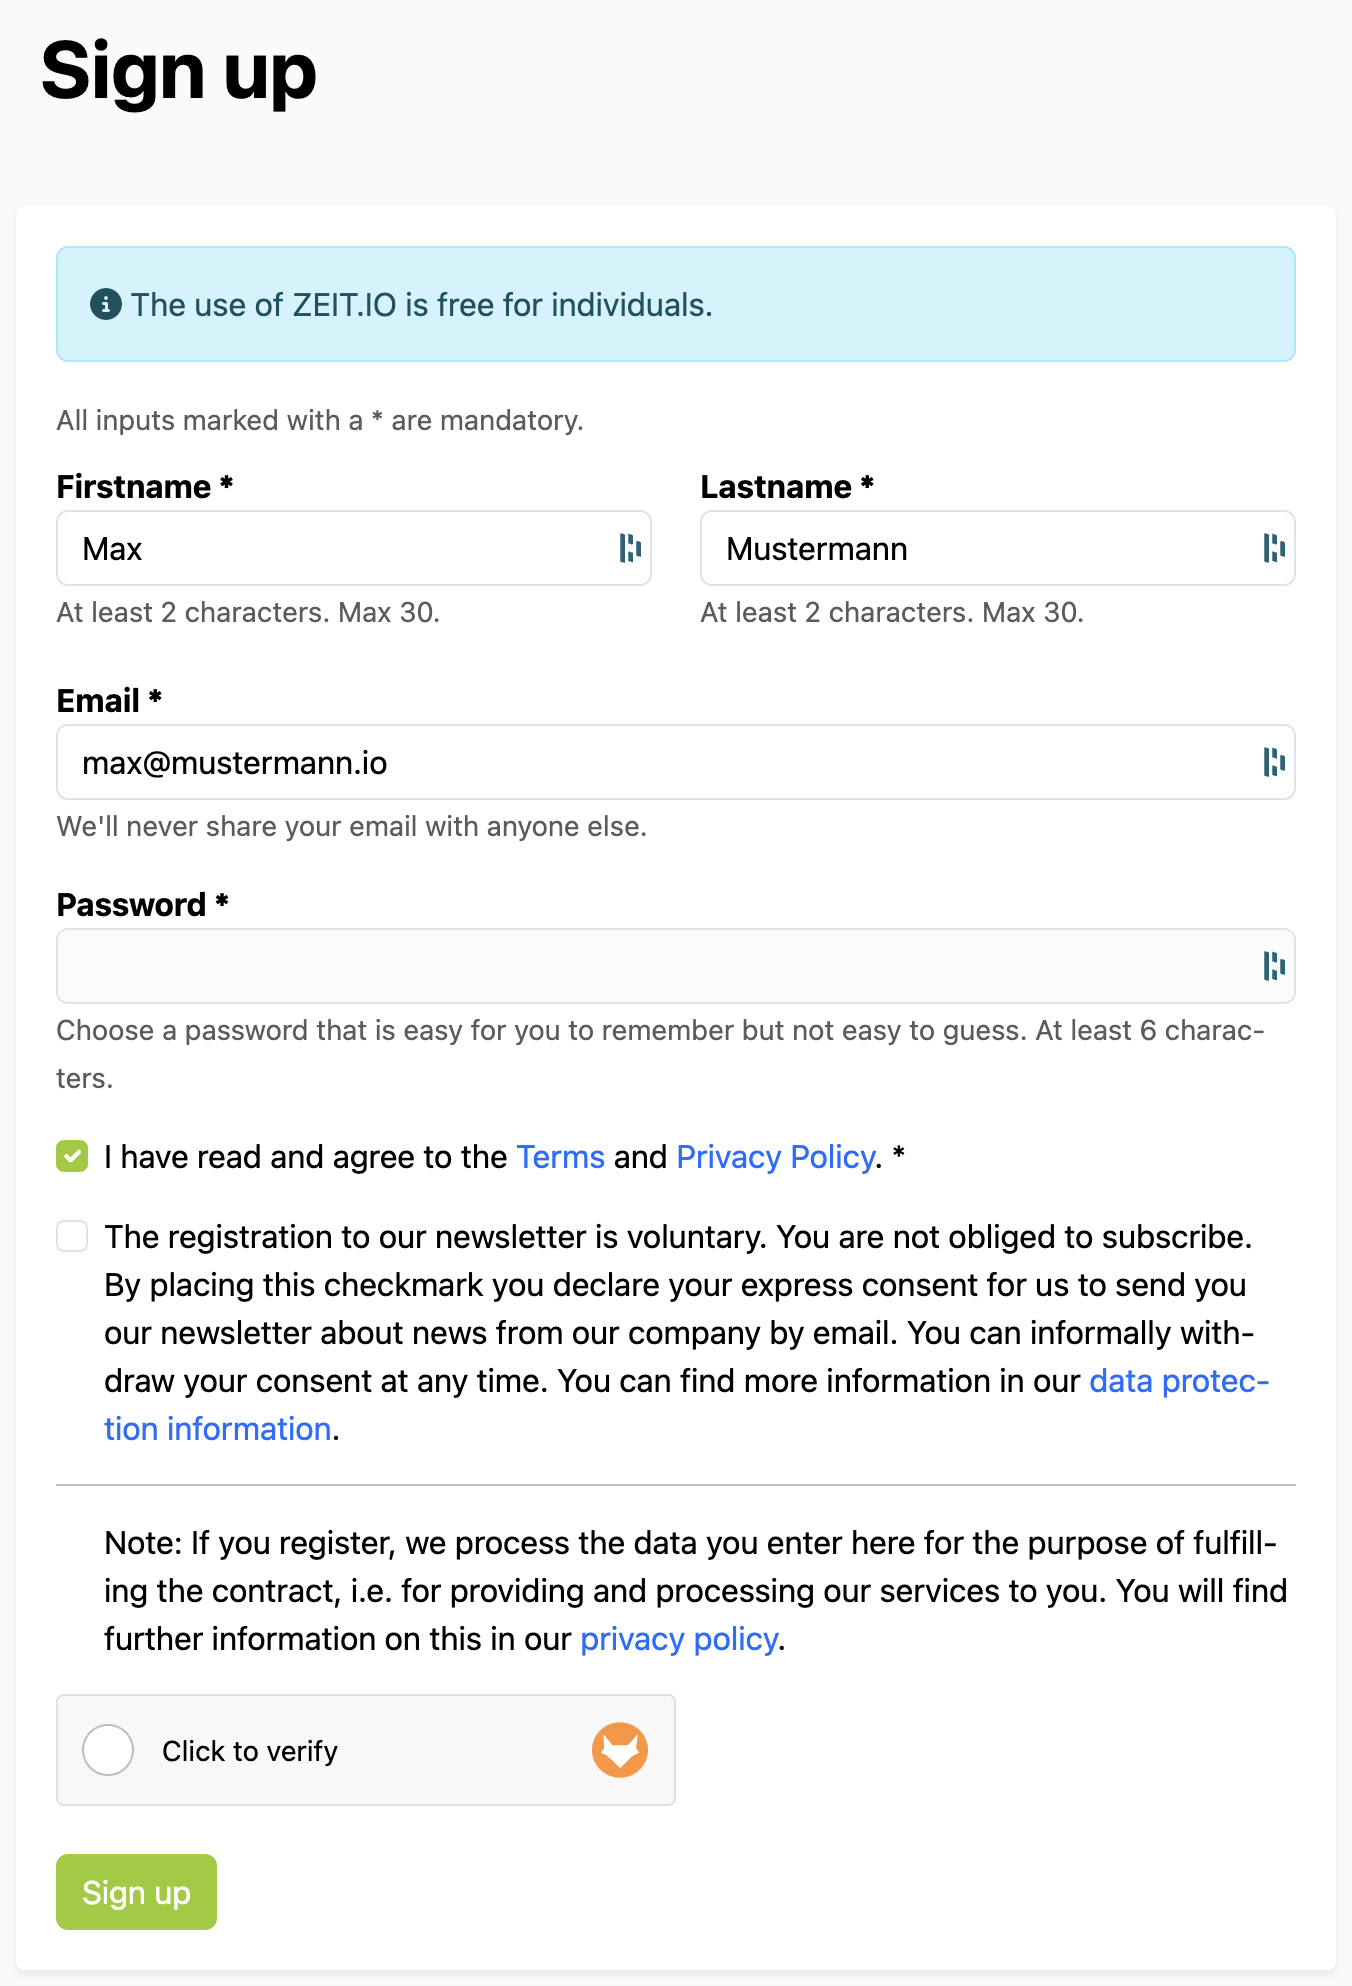 Sign up
The use of ZEIT.IO is free for individuals.
All inputs marked with a * are mandatory.
Firstname *
Lastname *
Max
Mustermann
At least 2 characters. Max 30.
At least 2 characters. Max 30.
Email *
max@mustermann.io
We'll never share your email with anyone else.
Password *
Choose a password that is easy for you to remember but not easy to guess. At least 6 charac-
ters.
I have read and agree to the Terms and Privacy Policy. *
The registration to our newsletter is voluntary. You are not obliged to subscribe.
By placing this checkmark you declare your express consent for us to send you
our newsletter about news from our company by email. You can informally with-
draw your consent at any time. You can find more information in our data protec-
tion information.
Note: If you register, we process the data you enter here for the purpose of fulfill-
ing the contract, i.e. for providing and processing our services to you. You will find
further information on this in our privacy policy.
Click to verify
Sign up